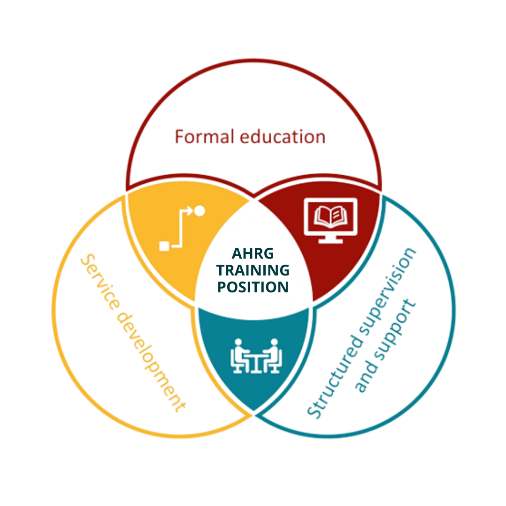 Formal education
AHRG
TRAINING
POSITION
Service development
Structured supervision
and support